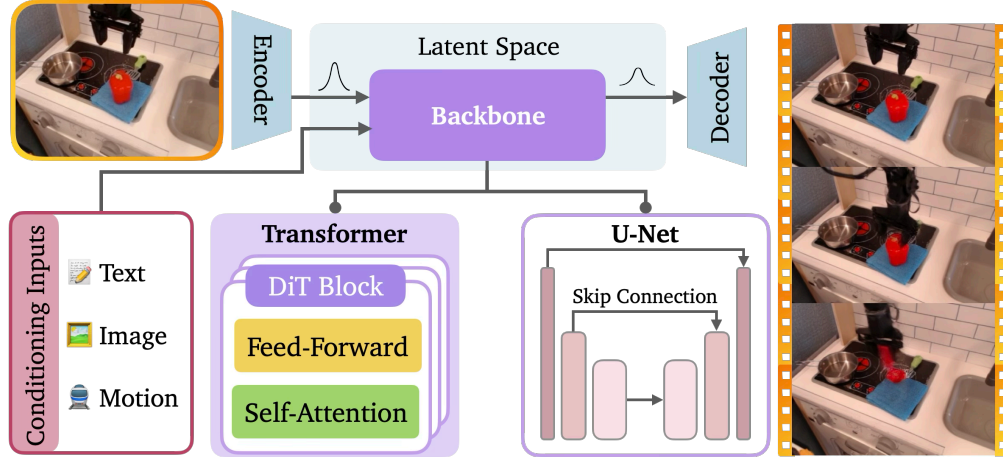 Encoder
Latent Space
Backbone
Decoder
Conditioning Inputs
Text
Image
Motion
Transformer
DiT Block
Feed-Forward
Self-Attention
U-Net
Skip Connection